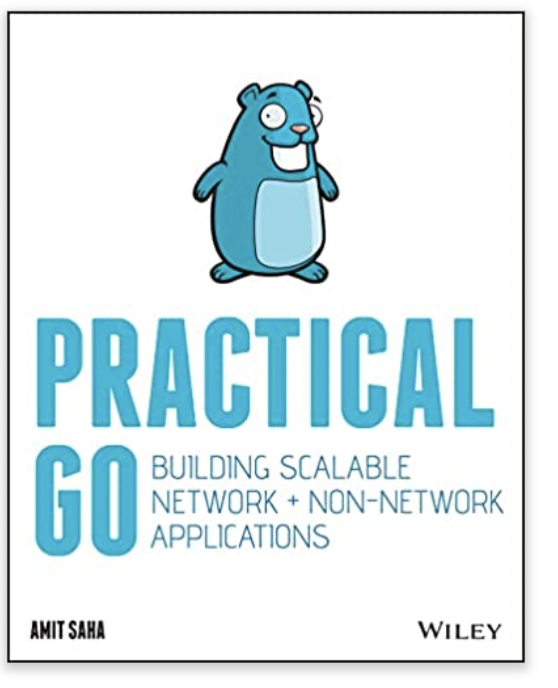 PRACTICAL
GO
BUILDING SCALABLE
NETWORK + NON-NETWORK
APPLICATIONS
AMIT SAHA
WILEY